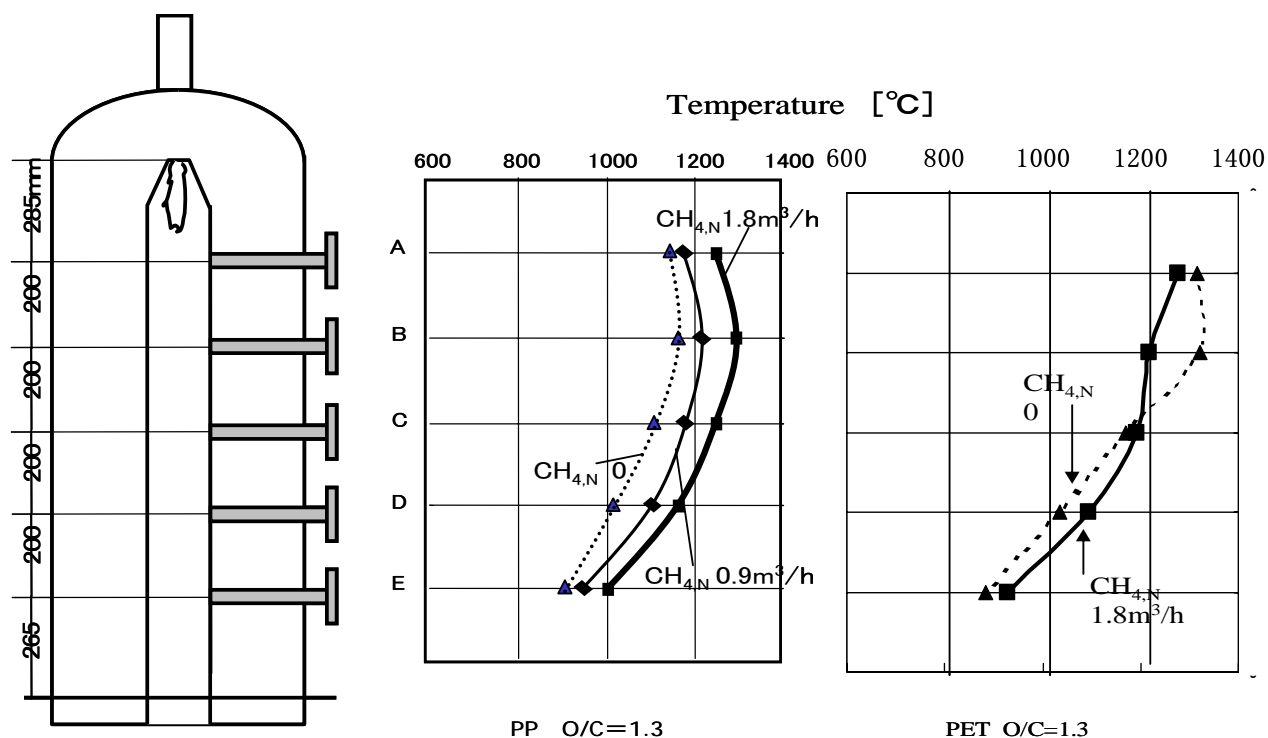 Temperature [℃]
600 800 1000 1200 1400
600 800 1000 1200 1400
285mm
200
200
200
200
265
A
B
C
D
E
CH4,N 1.8m³/h
CH4,N 0
CH4,N 0.9m³/h
CH4,N
0
CH4,N
1.8m³/h
PP O/C=1.3
PET O/C=1.3